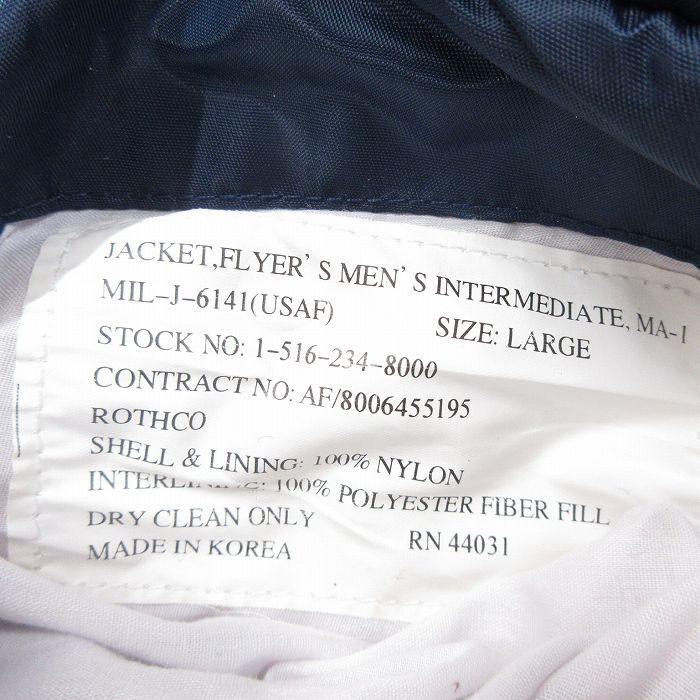 JACKET,FLYER'S MEN'S INTERMEDIATE, MA-1
MIL-J-6141(USAF) SIZE: LARGE
STOCK NO: 1-516-234-8000
CONTRACT NO: AF/8006455195
ROTHCO
SHELL & LINING: 100% NYLON
INTERLINING: 100% POLYESTER FIBER FILL
DRY CLEAN ONLY
MADE IN KOREA RN 44031